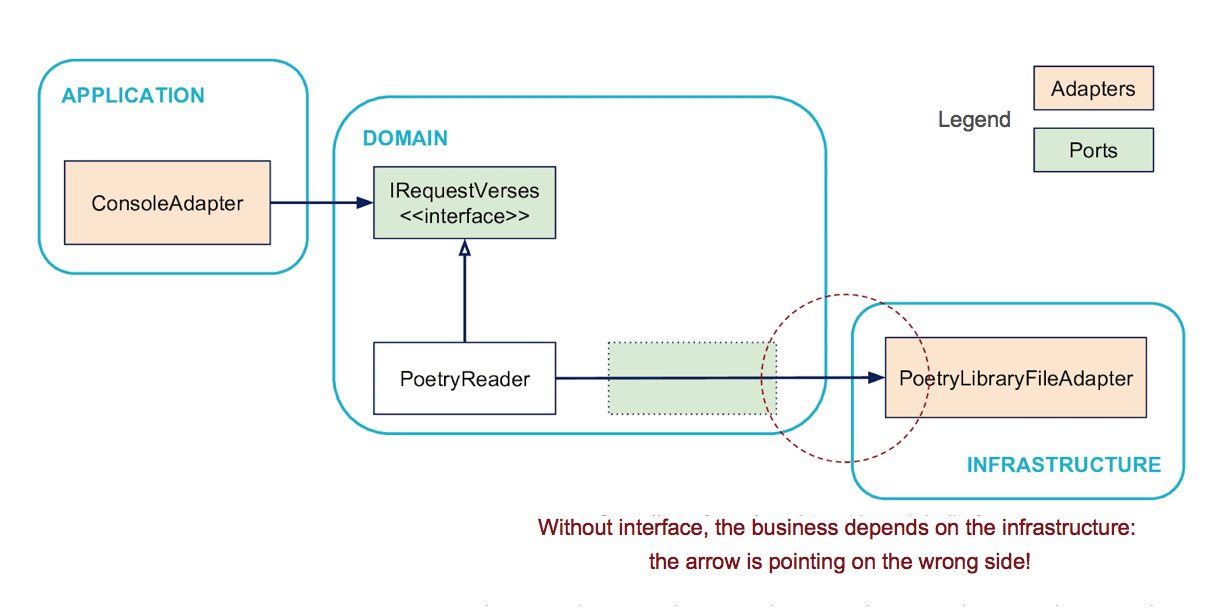 APPLICATION
ConsoleAdapter
DOMAIN
IRequestVerses
<<interface>>
PoetryReader
Legend
Adapters
Ports
PoetryLibraryFileAdapter
INFRASTRUCTURE
Without interface, the business depends on the infrastructure:
the arrow is pointing on the wrong side!